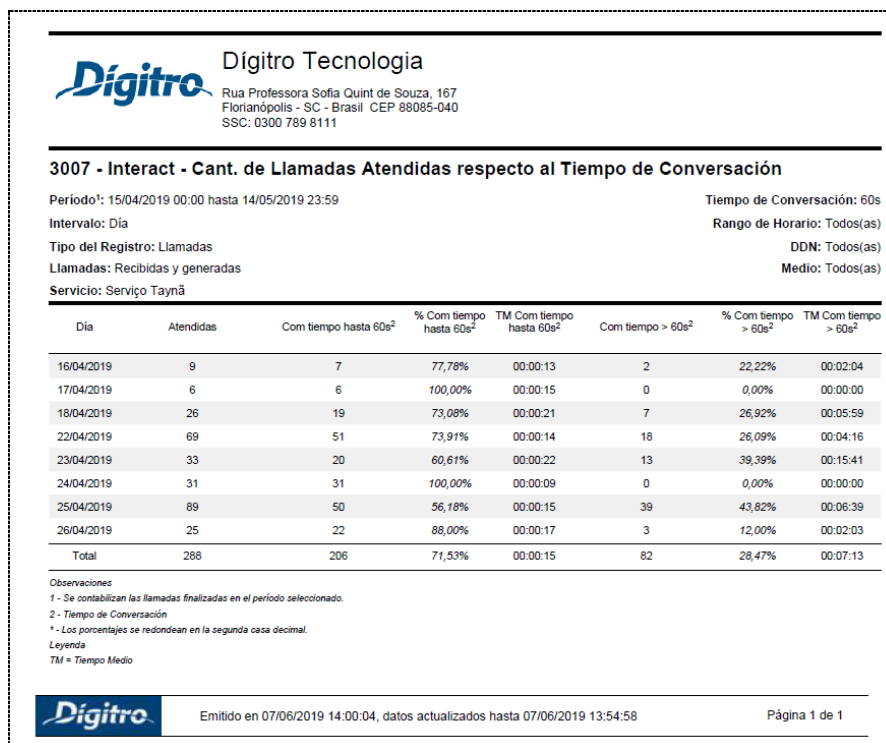 Dígitro
Dígitro Tecnologia
Rua Professora Sofia Quint de Souza, 167
Florianópolis - SC - Brasil CEP 88085-040
SSC: 0300 789 8111
3007 - Interact - Cant. de Llamadas Atendidas respecto al Tiempo de Conversación
Período¹: 15/04/2019 00:00 hasta 14/05/2019 23:59 Tiempo de Conversación: 60s
Intervalo: Día Rango de Horario: Todos(as)
Tipo del Registro: Llamadas DDN: Todos(as)
Llamadas: Recibidas y generadas Medio: Todos(as)
Servicio: Serviço Taynã
Día Atendidas Com tiempo hasta 60s² % Com tiempo hasta 60s² TM Com tiempo hasta 60s² Com tiempo > 60s² % Com tiempo > 60s² TM Com tiempo > 60s²
16/04/2019 9 7 77,78% 00:00:13 2 22,22% 00:02:04
17/04/2019 6 6 100,00% 00:00:15 0 0,00% 00:00:00
18/04/2019 26 19 73,08% 00:00:21 7 26,92% 00:05:59
22/04/2019 69 51 73,91% 00:00:14 18 26,09% 00:04:16
23/04/2019 33 20 60,61% 00:00:22 13 39,39% 00:15:41
24/04/2019 31 31 100,00% 00:00:09 0 0,00% 00:00:00
25/04/2019 89 50 56,18% 00:00:15 39 43,82% 00:06:39
26/04/2019 25 22 88,00% 00:00:17 3 12,00% 00:02:03
Total 288 206 71,53% 00:00:15 82 28,47% 00:07:13
Observaciones
1 - Se contabilizan las llamadas finalizadas en el período seleccionado.
2 - Tiempo de Conversación
* - Los porcentajes se redondean en la segunda casa decimal.
Leyenda
TM = Tiempo Medio
Dígitro Emitido en 07/06/2019 14:00:04, datos actualizados hasta 07/06/2019 13:54:58 Página 1 de 1